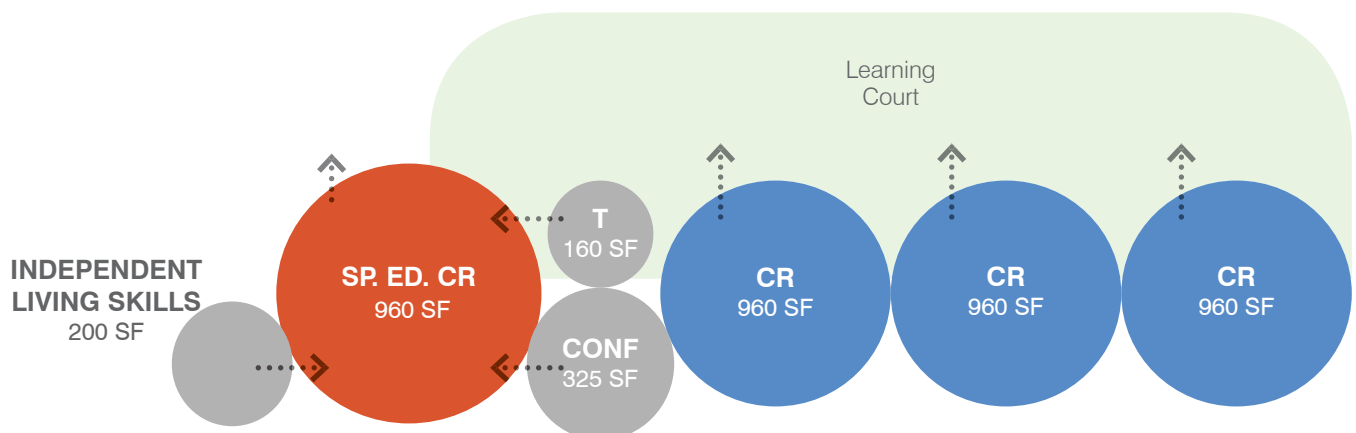 Learning
Court
INDEPENDENT
LIVING SKILLS
200 SF
SP. ED. CR
960 SF
T
160 SF
CONF
325 SF
CR
960 SF
CR
960 SF
CR
960 SF